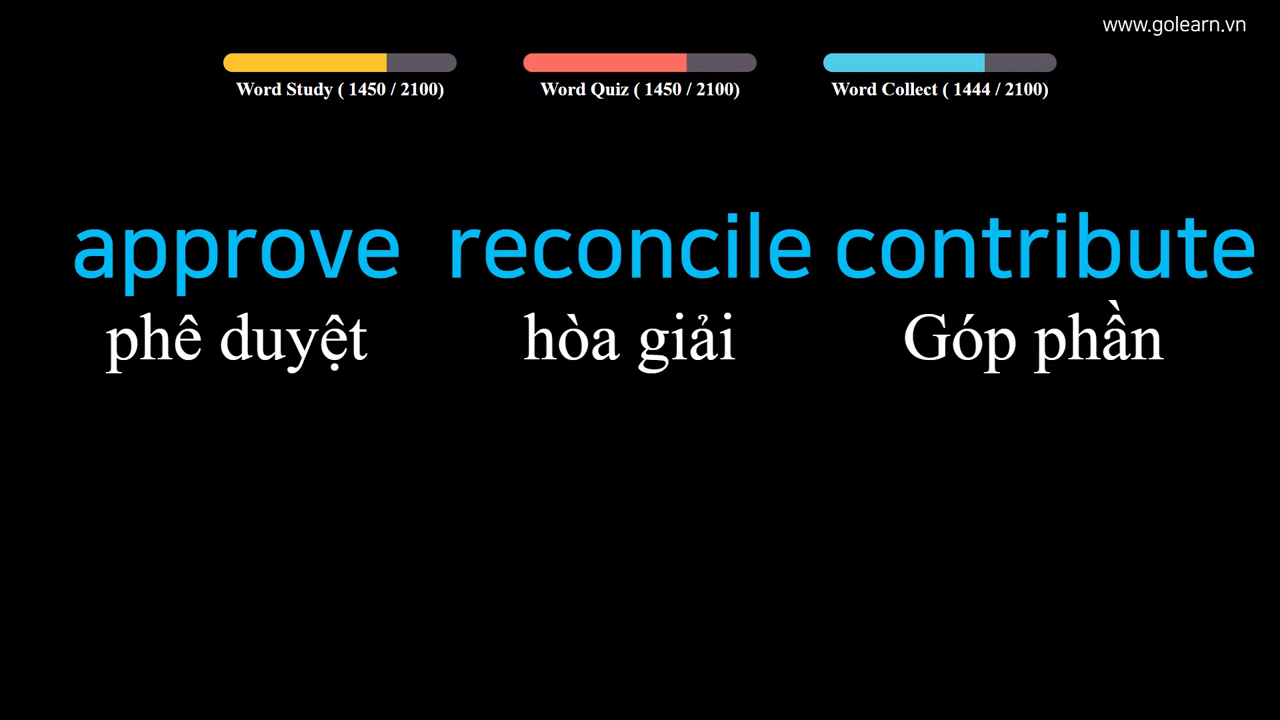 www.golearn.vn
Word Study ( 1450 / 2100) Word Quiz ( 1450 / 2100) Word Collect ( 1444 / 2100)
approve reconcile contribute
phê duyệt hòa giải Góp phần